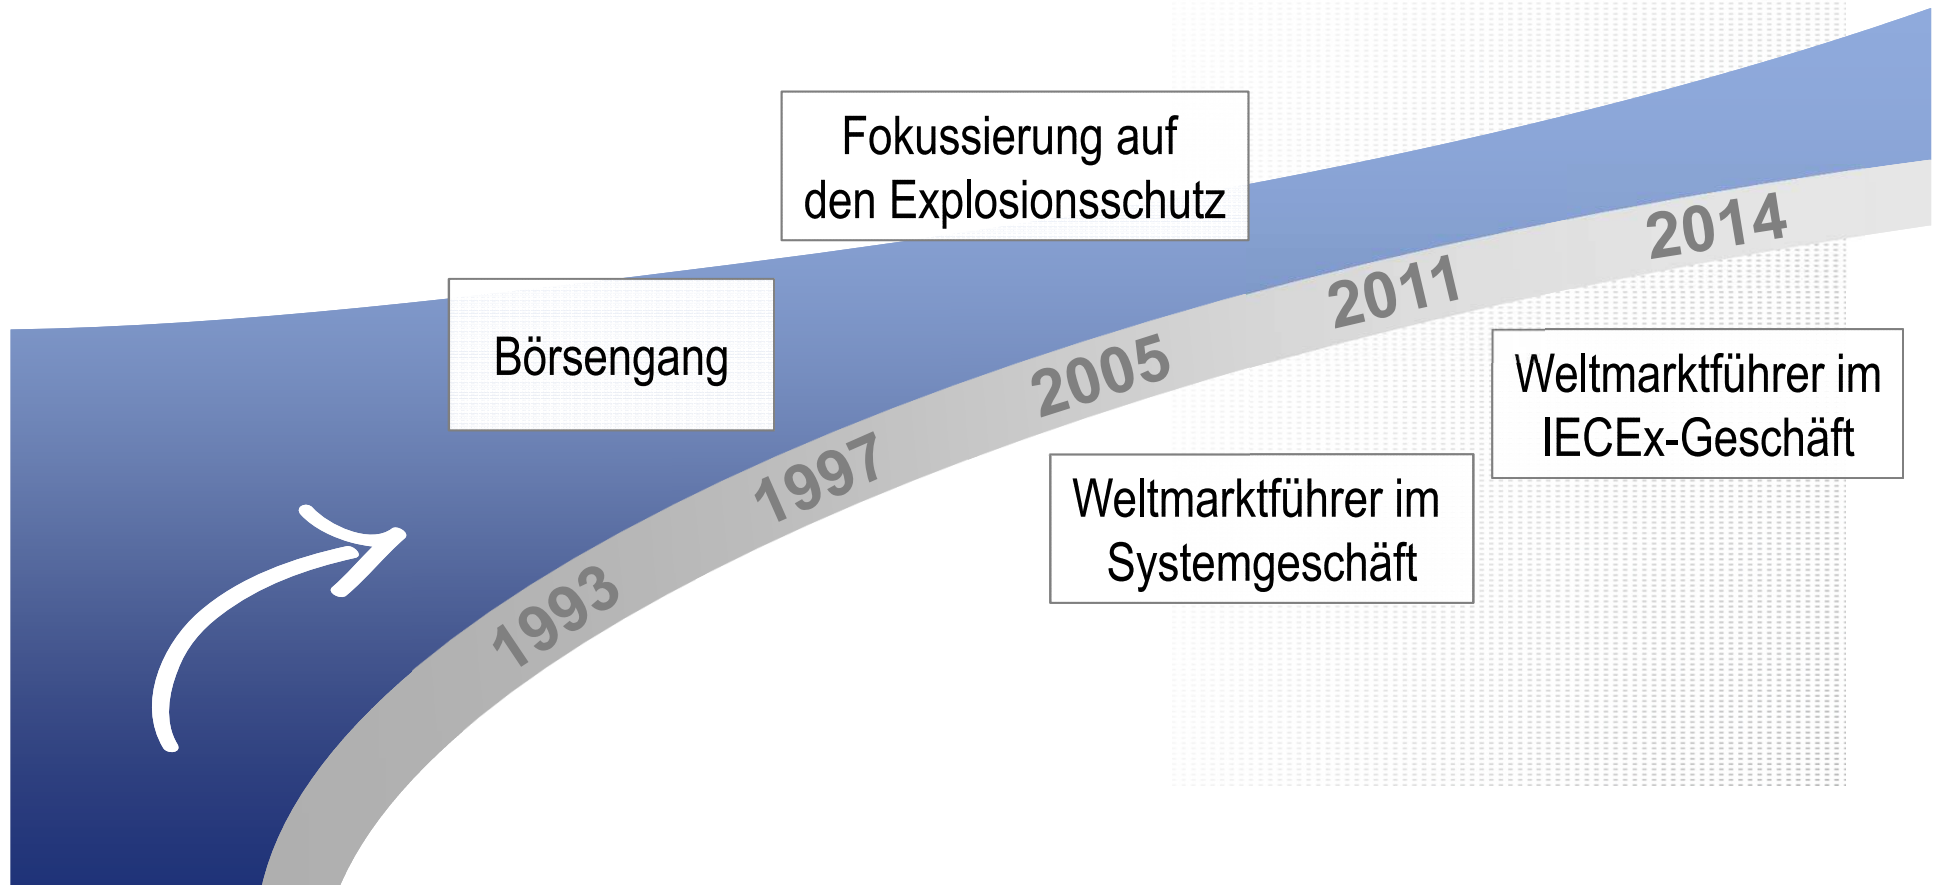 Fokussierung auf
den Explosionsschutz
Börsengang
1993
1997
2005
2011
2014
Weltmarktführer im
Systemgeschäft
Weltmarktführer im
IECEx-Geschäft